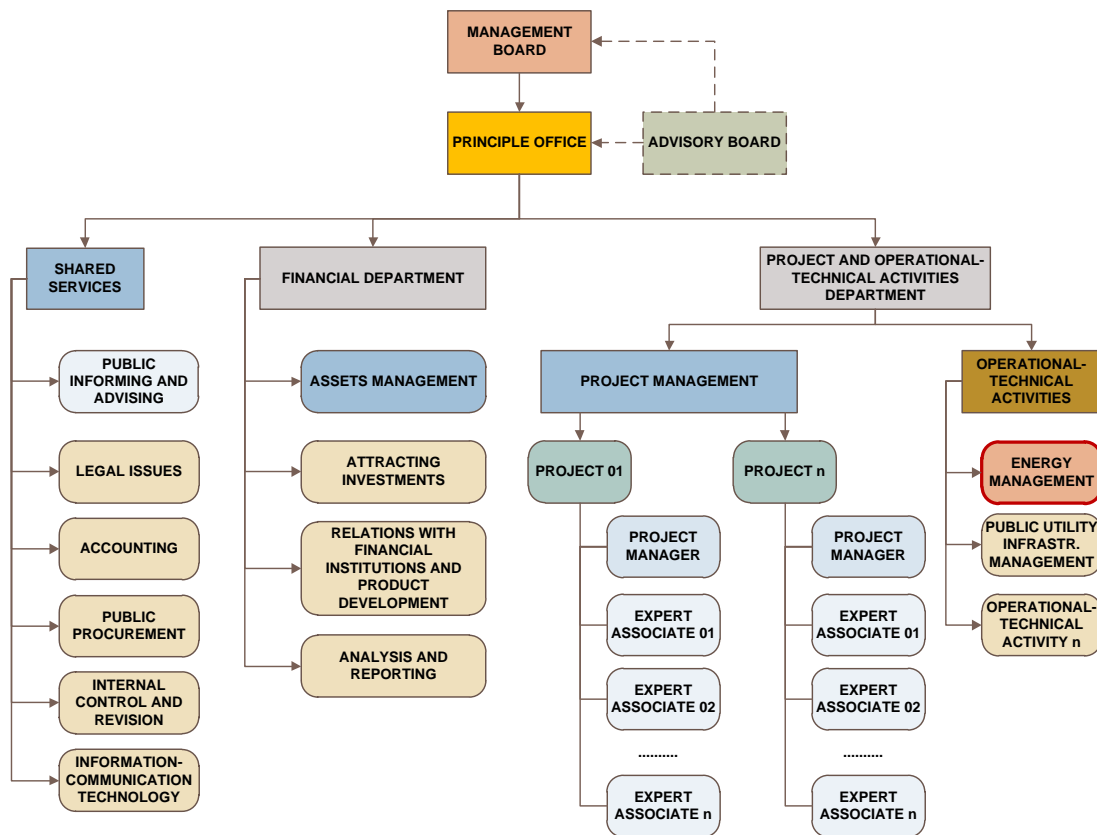 MANAGEMENT
BOARD
PRINCIPLE OFFICE
ADVISORY BOARD
SHARED
SERVICES
FINANCIAL DEPARTMENT
PROJECT AND OPERATIONAL-
TECHNICAL ACTIVITIES
DEPARTMENT
PUBLIC
INFORMING AND
ADVISING
LEGAL ISSUES
ACCOUNTING
PUBLIC
PROCUREMENT
INTERNAL
CONTROL AND
REVISION
INFORMATION-
COMMUNICATION
TECHNOLOGY
ASSETS MANAGEMENT
ATTRACTING
INVESTMENTS
RELATIONS WITH
FINANCIAL
INSTITUTIONS AND
PRODUCT
DEVELOPMENT
ANALYSIS AND
REPORTING
PROJECT MANAGEMENT
PROJECT 01
PROJECT
MANAGER
EXPERT
ASSOCIATE 01
EXPERT
ASSOCIATE 02
..........
EXPERT
ASSOCIATE n
PROJECT n
PROJECT
MANAGER
EXPERT
ASSOCIATE 01
EXPERT
ASSOCIATE 02
..........
EXPERT
ASSOCIATE n
OPERATIONAL-
TECHNICAL
ACTIVITIES
ENERGY
MANAGEMENT
PUBLIC UTILITY
INFRASTR.
MANAGEMENT
OPERATIONAL-
TECHNICAL
ACTIVITY n